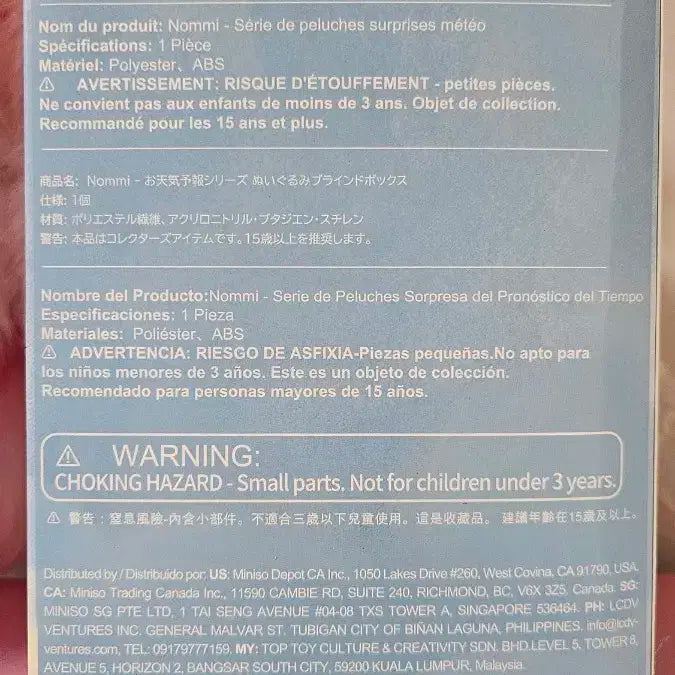 Nom du produit: Nommi - Série de peluches surprises météo
Spécifications: 1 Pièce
Matériel: Polyester、ABS
⚠ AVERTISSEMENT: RISQUE D'ÉTOUFFEMENT - petites pièces.
Ne convient pas aux enfants de moins de 3 ans. Objet de collection.
Recommandé pour les 15 ans et plus.
商品名: Nommi - お天気予報シリーズ ぬいぐるみブラインドボックス
仕様: 1個
材質: ポリエステル繊維、アクリロニトリル・ブタジエン・スチレン
警告: 本品はコレクターズアイテムです。15歳以上を推奨します。
Nombre del Producto:Nommi - Serie de Peluches Sorpresa del Pronóstico del Tiempo
Especificaciones: 1 Pieza
Materiales: Poliéster、ABS
⚠ ADVERTENCIA: RIESGO DE ASFIXIA-Piezas pequeñas.No apto para
los niños menores de 3 años. Este es un objeto de colección.
Recomendado para personas mayores de 15 años.
⚠ WARNING:
CHOKING HAZARD - Small parts. Not for children under 3 years.
⚠ 警告：窒息風險-內含小部件。不適合三歲以下兒童使用。這是收藏品。 建議年齡在15歲及以上。
Distributed by / Distribuido por: US: Miniso Depot CA Inc., 1050 Lakes Drive #260, West Covina, CA 91790, USA.
CA: Miniso Trading Canada Inc., 11590 CAMBIE RD, SUITE 240, RICHMOND, BC, V6X 3Z5, Canada. SG:
MINISO SG PTE LTD, 1 TAI SENG AVENUE #04-08 TXS TOWER A, SINGAPORE 536464. PH: LCDV
VENTURES INC. GENERAL MALVAR ST. TUBIGAN CITY OF BIÑAN LAGUNA, PHILIPPINES. info@lcdv-
ventures.com, TEL: 09179777159. MY: TOP TOY CULTURE & CREATIVITY SDN. BHD.LEVEL 5, TOWER 8,
AVENUE 5, HORIZON 2, BANGSAR SOUTH CITY, 59200 KUALA LUMPUR, Malaysia.